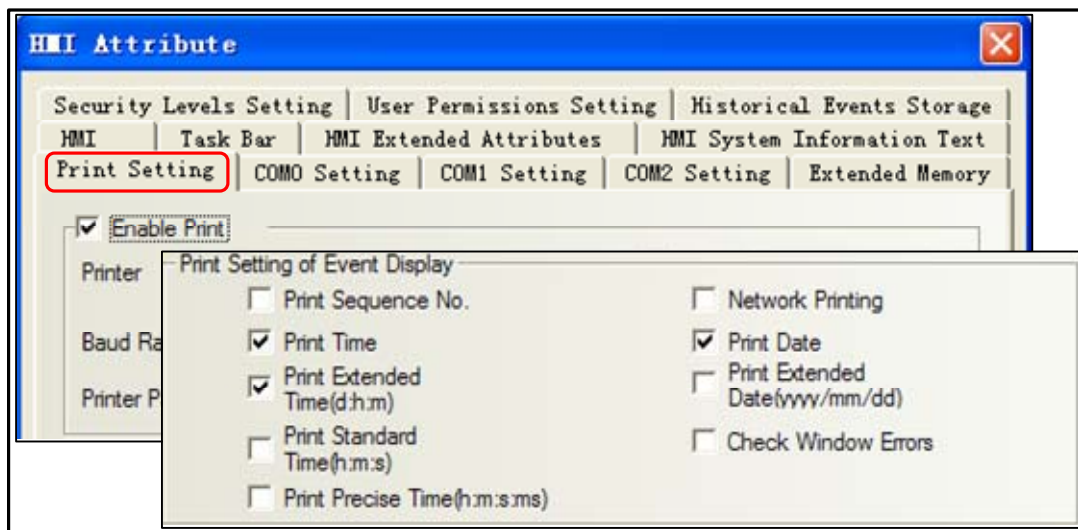 HMI Attribute
Security Levels Setting User Permissions Setting Historical Events Storage
HMI Task Bar HMI Extended Attributes HMI System Information Text
Print Setting COM0 Setting COM1 Setting COM2 Setting Extended Memory
Enable Print
Printer
Baud Ra
Printer P
Print Setting of Event Display
Print Sequence No. Network Printing
Print Time Print Date
Print Extended
Time(d:h:m)
Print Extended
Date(yyyy/mm/dd)
Print Standard
Time(h:m:s)
Check Window Errors
Print Precise Time(h:m:s:ms)